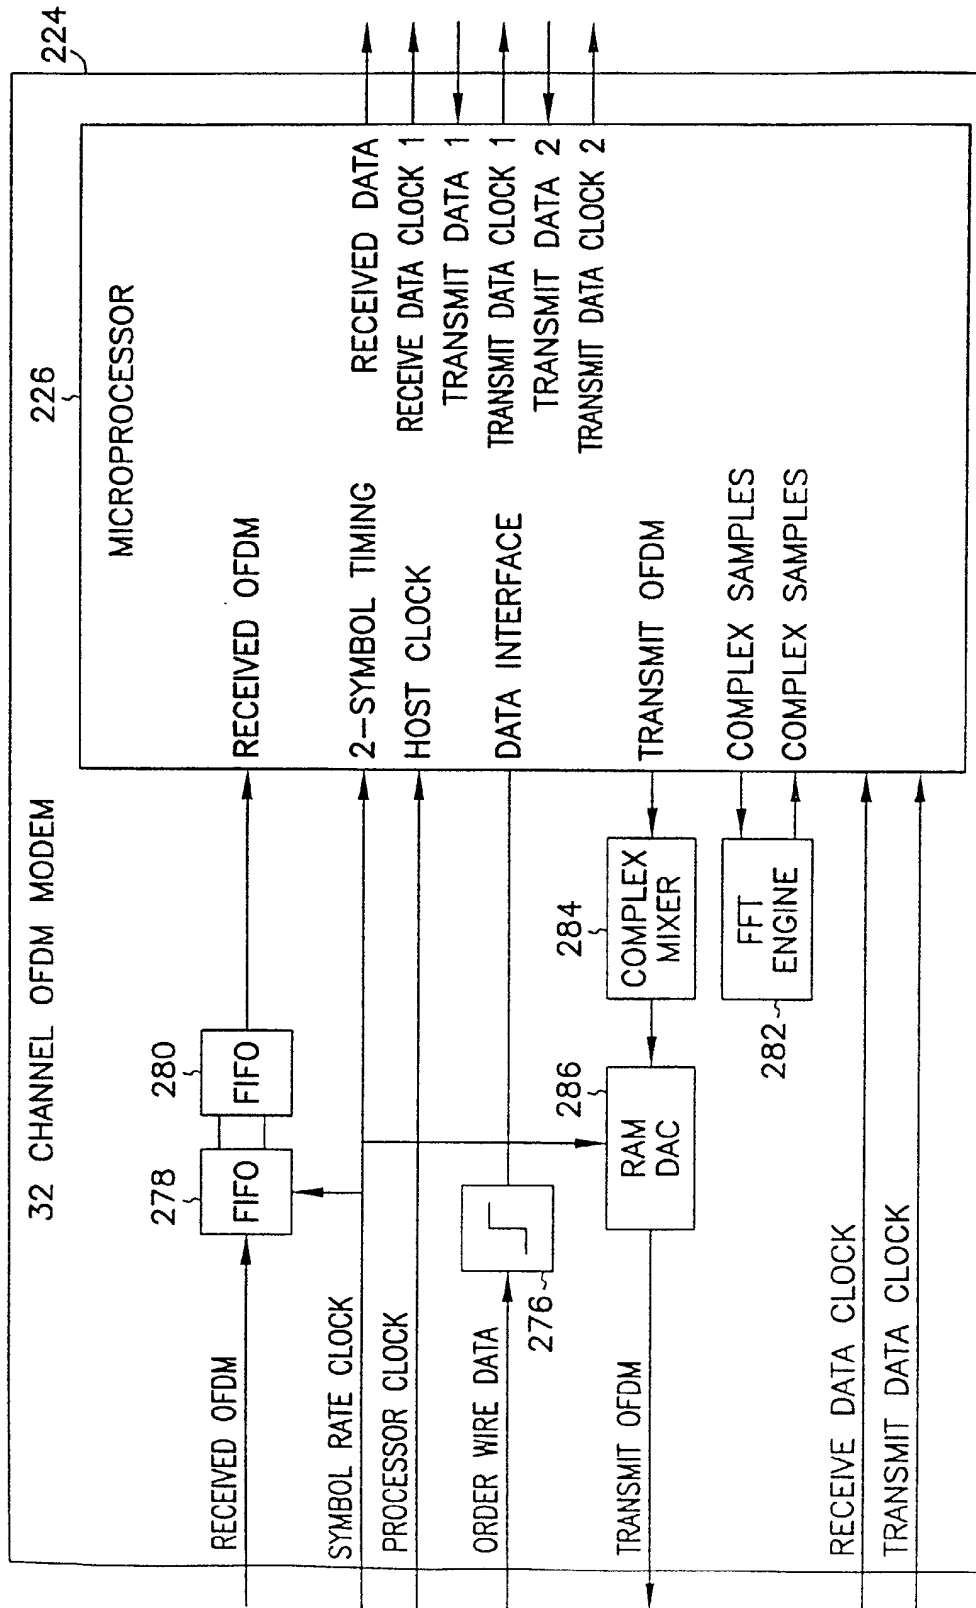 224
32 CHANNEL OFDM MODEM
226
MICROPROCESSOR
RECEIVED OFDM
278
FIFO
280
FIFO
RECEIVED OFDM
SYMBOL RATE CLOCK
2-SYMBOL TIMING
PROCESSOR CLOCK
HOST CLOCK
ORDER WIRE DATA
276
DATA INTERFACE
TRANSMIT OFDM
286
RAM
DAC
284
COMPLEX
MIXER
TRANSMIT OFDM
282
FFT
ENGINE
COMPLEX SAMPLES
COMPLEX SAMPLES
RECEIVE DATA CLOCK
TRANSMIT DATA CLOCK
RECEIVED DATA
RECEIVE DATA CLOCK 1
TRANSMIT DATA 1
TRANSMIT DATA CLOCK 1
TRANSMIT DATA 2
TRANSMIT DATA CLOCK 2